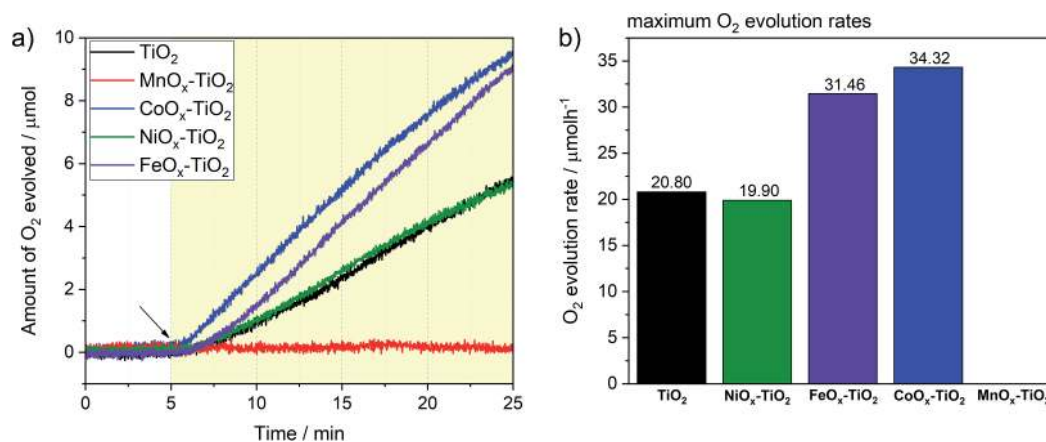 a)
10
8
6
4
2
0
Amount of O₂ evolved / μmol
TiO₂
MnOₓ-TiO₂
CoOₓ-TiO₂
NiOₓ-TiO₂
FeOₓ-TiO₂
0 5 10 15 20 25
Time / min
b)
maximum O₂ evolution rates
35
30
25
20
15
10
5
0
O₂ evolution rate / μmolh⁻¹
20.80
19.90
31.46
34.32
TiO₂ NiOₓ-TiO₂ FeOₓ-TiO₂ CoOₓ-TiO₂ MnOₓ-TiO₂